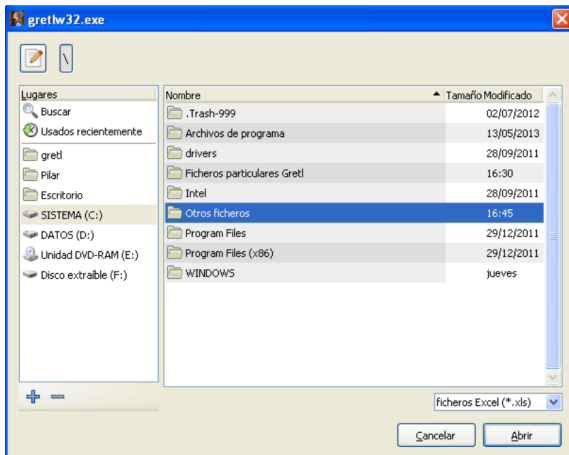 gretlw32.exe
\
Lugares
Buscar
Usados recientemente
gretl
Pilar
Escritorio
SISTEMA (C:)
DATOS (D:)
Unidad DVD-RAM (E:)
Disco extraíble (F:)
Nombre Tamaño Modificado
.Trash-999 02/07/2012
Archivos de programa 13/05/2013
drivers 28/09/2011
Ficheros particulares Gretl 16:30
Intel 28/09/2011
Otros ficheros 16:45
Program Files 29/12/2011
Program Files (x86) 29/12/2011
WINDOWS jueves
ficheros Excel (*.xls)
Cancelar Abrir